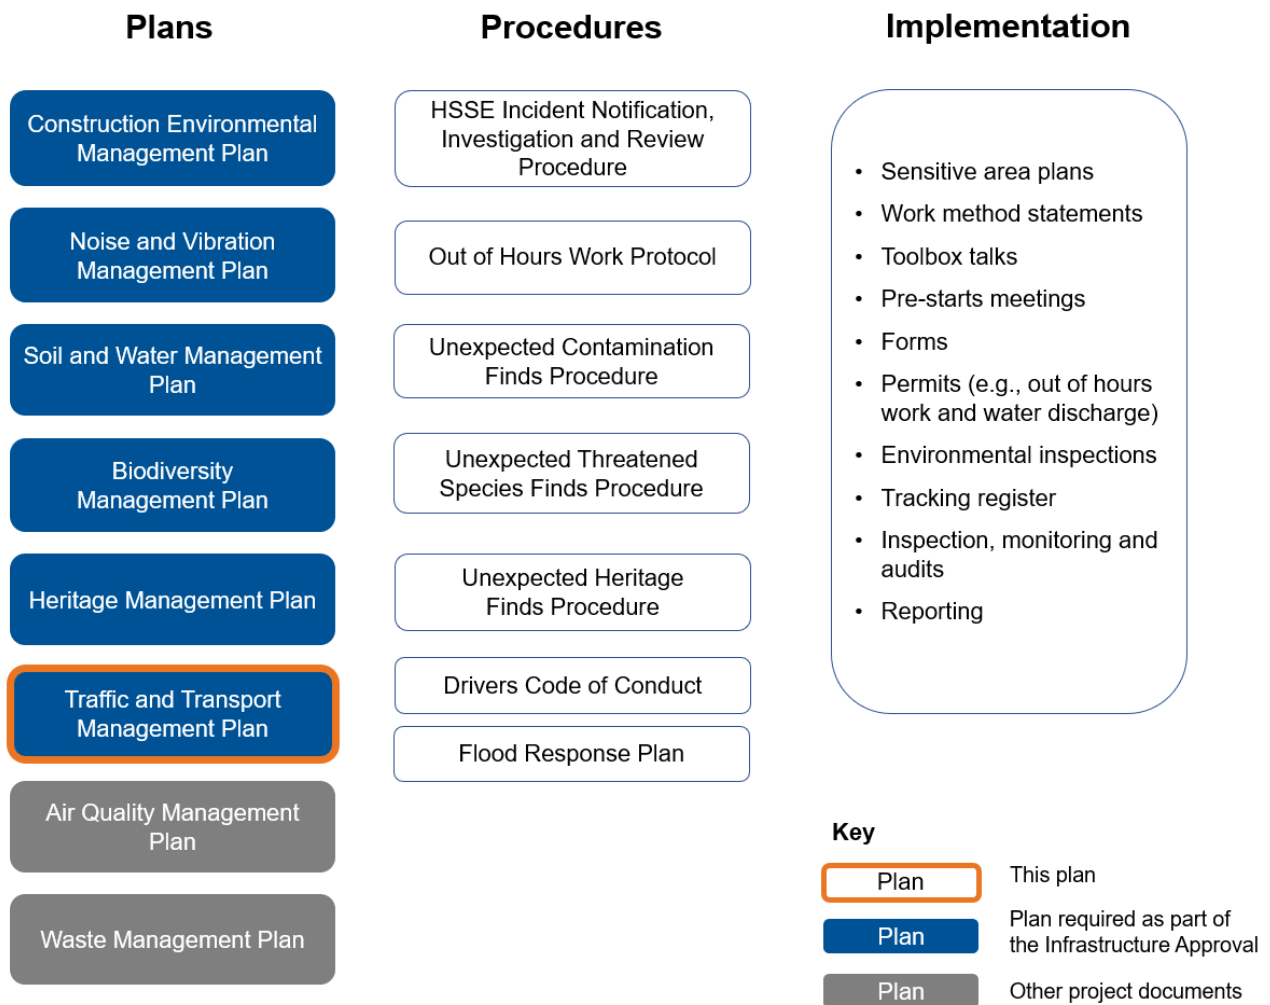 Plans
Procedures
Implementation
Construction Environmental
Management Plan
Noise and Vibration
Management Plan
Soil and Water Management
Plan
Biodiversity
Management Plan
Heritage Management Plan
Traffic and Transport
Management Plan
Air Quality Management
Plan
Waste Management Plan
HSSE Incident Notification,
Investigation and Review
Procedure
Out of Hours Work Protocol
Unexpected Contamination
Finds Procedure
Unexpected Threatened
Species Finds Procedure
Unexpected Heritage
Finds Procedure
Drivers Code of Conduct
Flood Response Plan
• Sensitive area plans
• Work method statements
• Toolbox talks
• Pre-starts meetings
• Forms
• Permits (e.g., out of hours
work and water discharge)
• Environmental inspections
• Tracking register
• Inspection, monitoring and
audits
• Reporting
Key
Plan
This plan
Plan
Plan required as part of
the Infrastructure Approval
Plan
Other project documents